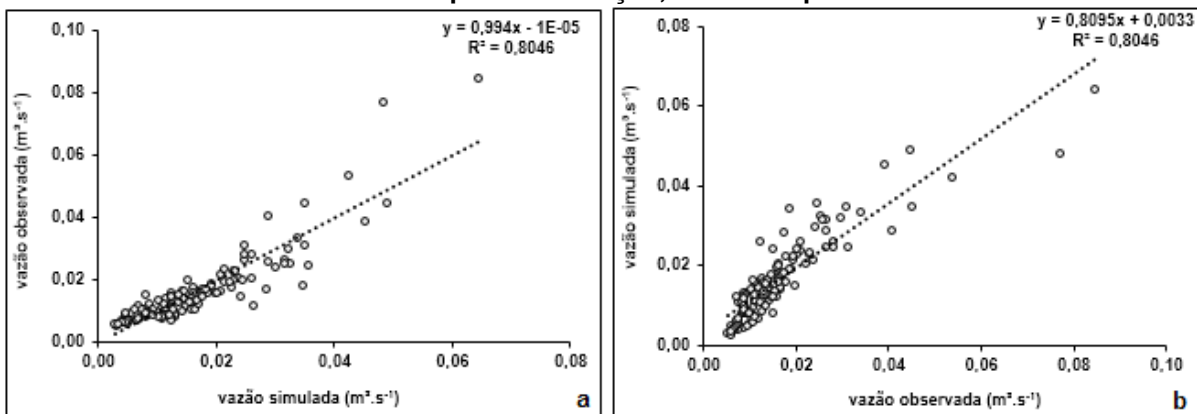 y = 0,994x - 1E-05
R² = 0,8046
0,10
0,08
0,06
0,04
0,02
0,00
vazão observada (m³.s⁻¹)
0,00 0,02 0,04 0,06 0,08
vazão simulada (m³.s⁻¹)
a
y = 0,8095x + 0,0033
R² = 0,8046
0,08
0,06
0,04
0,02
0,00
vazão simulada (m³.s⁻¹)
0,00 0,02 0,04 0,06 0,08 0,10
vazão observada (m³.s⁻¹)
b